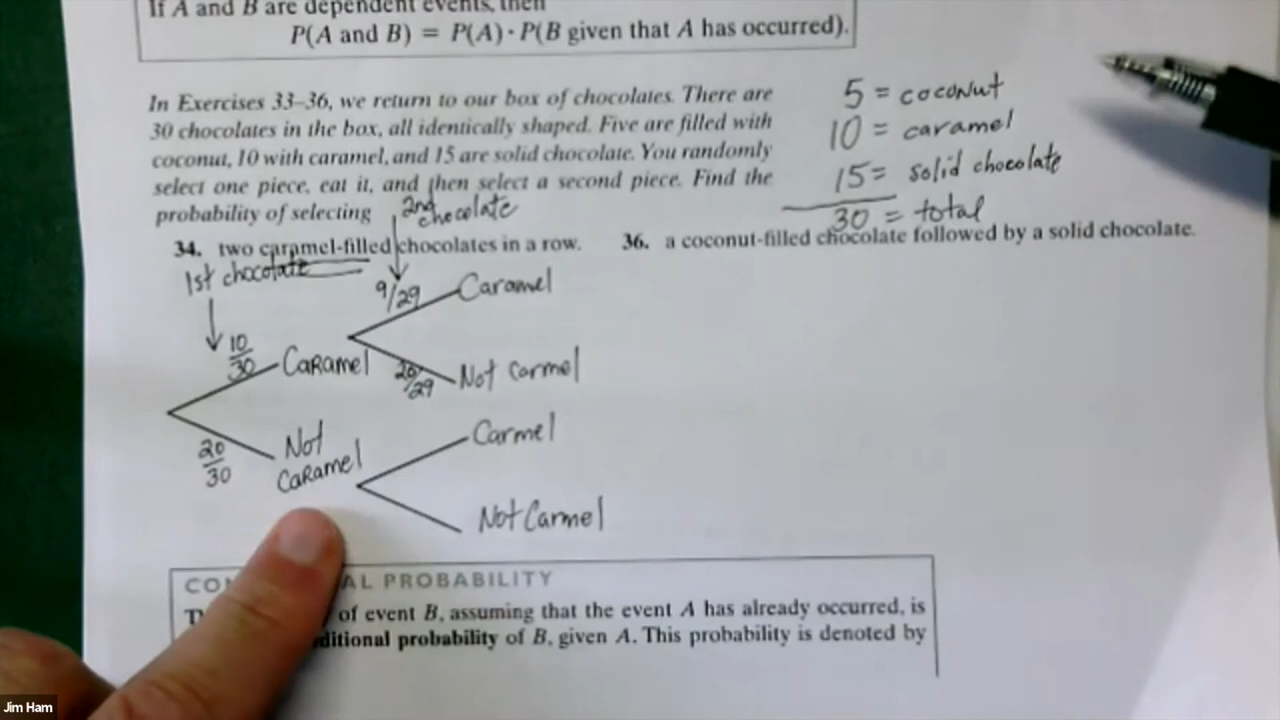 If A and B are dependent events, then
P(A and B) = P(A) · P(B given that A has occurred).
In Exercises 33–36, we return to our box of chocolates. There are
30 chocolates in the box, all identically shaped. Five are filled with
coconut, 10 with caramel, and 15 are solid chocolate. You randomly
select one piece, eat it, and then select a second piece. Find the
probability of selecting
5 = coconut
10 = caramel
15 = solid chocolate
30 = total
2nd
chocolate
34. two caramel-filled chocolates in a row.
36. a coconut-filled chocolate followed by a solid chocolate.
1st chocolate
9/29
Caramel
10
30
Caramel
20/29
Not Carmel
20
30
Not
Caramel
Carmel
Not Carmel
AL PROBABILITY
of event B, assuming that the event A has already occurred, is
probability of B, given A. This probability is denoted by
Jim Ham